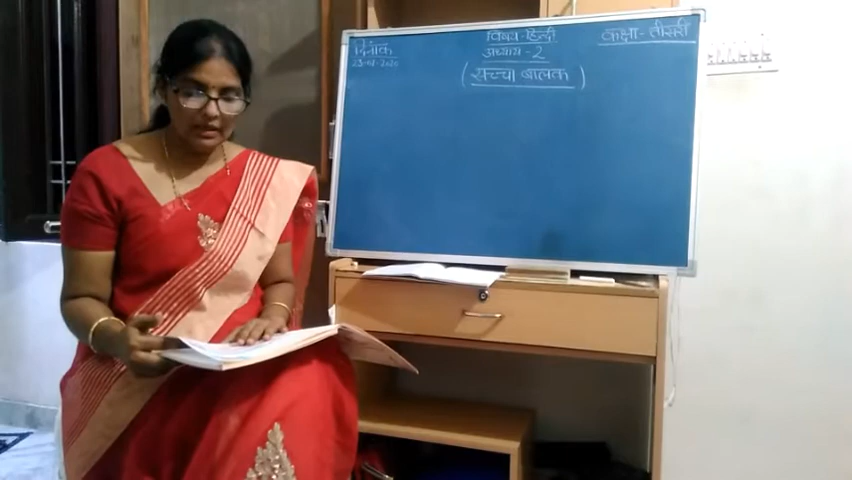 विषय-हिन्दी
कक्षा- तीसरी
दिनांक
अध्याय - 2
(सच्चा बालक)